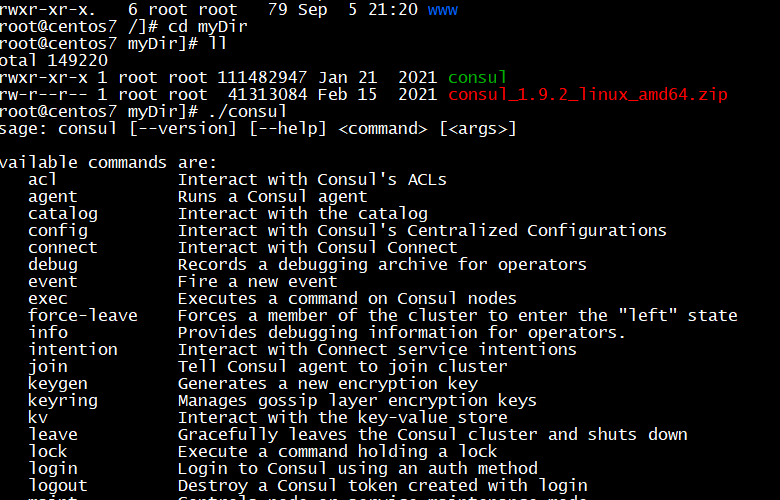 rwxr-xr-x.   6 root root   79 Sep  5 21:20 www
root@centos7 /]# cd myDir
root@centos7 myDir]# ll
otal 149220
rwxr-xr-x 1 root root 111482947 Jan 21  2021 consul
rw-r--r-- 1 root root  41313084 Feb 15  2021 consul_1.9.2_linux_amd64.zip
root@centos7 myDir]# ./consul
sage: consul [--version] [--help] <command> [<args>]
vailable commands are:
acl            Interact with Consul's ACLs
agent          Runs a Consul agent
catalog        Interact with the catalog
config         Interact with Consul's Centralized Configurations
connect        Interact with Consul Connect
debug          Records a debugging archive for operators
event          Fire a new event
exec           Executes a command on Consul nodes
force-leave    Forces a member of the cluster to enter the "left" state
info           Provides debugging information for operators.
intention      Interact with Connect service intentions
join           Tell Consul agent to join cluster
keygen         Generates a new encryption key
keyring        Manages gossip layer encryption keys
kv             Interact with the key-value store
leave          Gracefully leaves the Consul cluster and shuts down
lock           Execute a command holding a lock
login          Login to Consul using an auth method
logout         Destroy a Consul token created with login